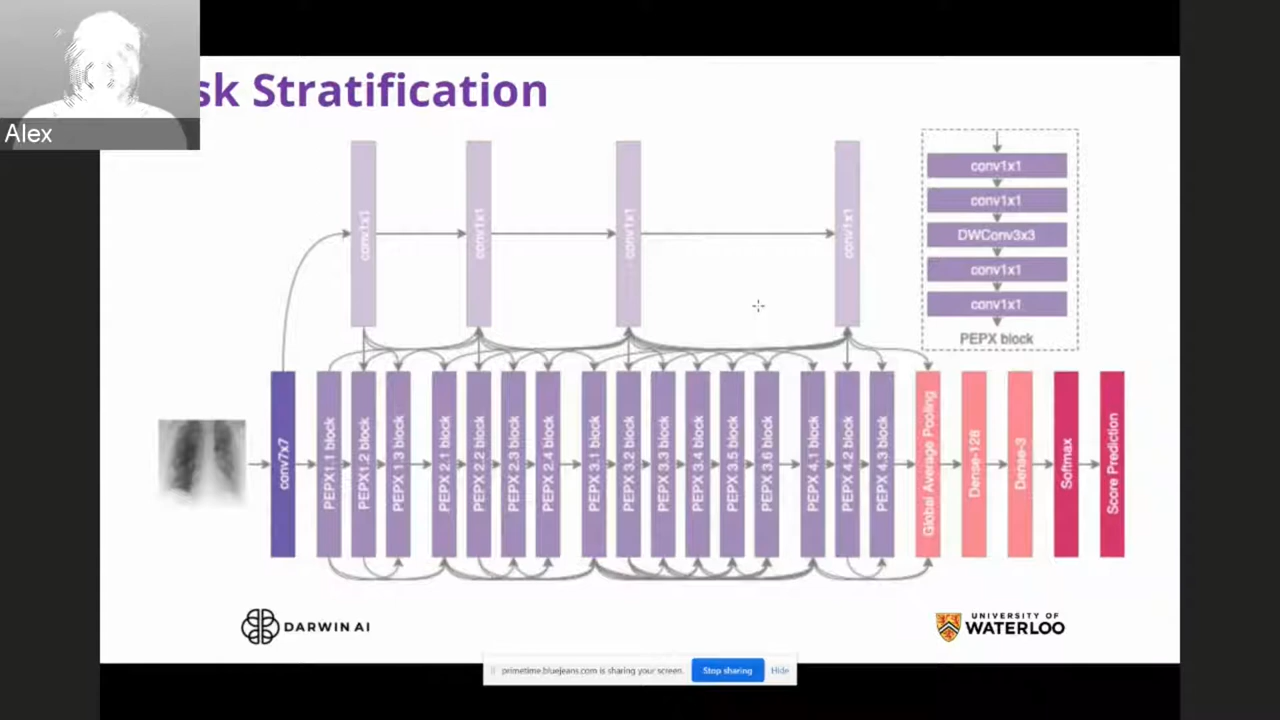 sk Stratification
Alex
conv1x1
conv1x1
conv1x1
conv1x1
conv1x1
conv1x1
DWConv3x3
conv1x1
conv1x1
PEPX block
conv7x7
PEPX1.1 block
PEPX1.2 block
PEPX 1.3 block
PEPX 2.1 block
PEPX 2.2 block
PEPX 2.3 block
PEPX 2.4 block
PEPX 3.1 block
PEPX 3.2 block
PEPX 3.3 block
PEPX 3.4 block
PEPX 3.5 block
PEPX 3.6 block
PEPX 4.1 block
PEPX 4.2 block
PEPX 4.3 block
Global Average Pooling
Dense-128
Dense-3
Softmax
Score Prediction
DARWIN AI
UNIVERSITY OF
WATERLOO
primetime.bluejeans.com is sharing your screen.
Stop sharing
Hide